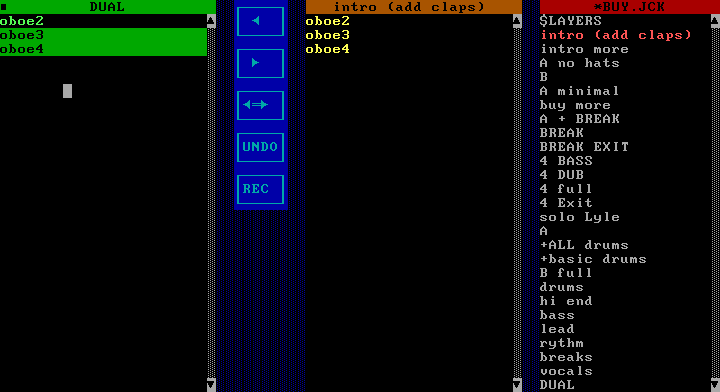 DUAL
oboe2
oboe3
oboe4
UNDO
REC
intro (add claps)
oboe2
oboe3
oboe4
*BUY.JCK
$LAYERS
intro (add claps)
intro more
A no hats
B
A minimal
buy more
A + BREAK
BREAK
BREAK EXIT
4 BASS
4 DUB
4 full
4 Exit
solo Lyle
A
+ALL drums
+basic drums
B full
drums
hi end
bass
lead
rythm
breaks
vocals
DUAL